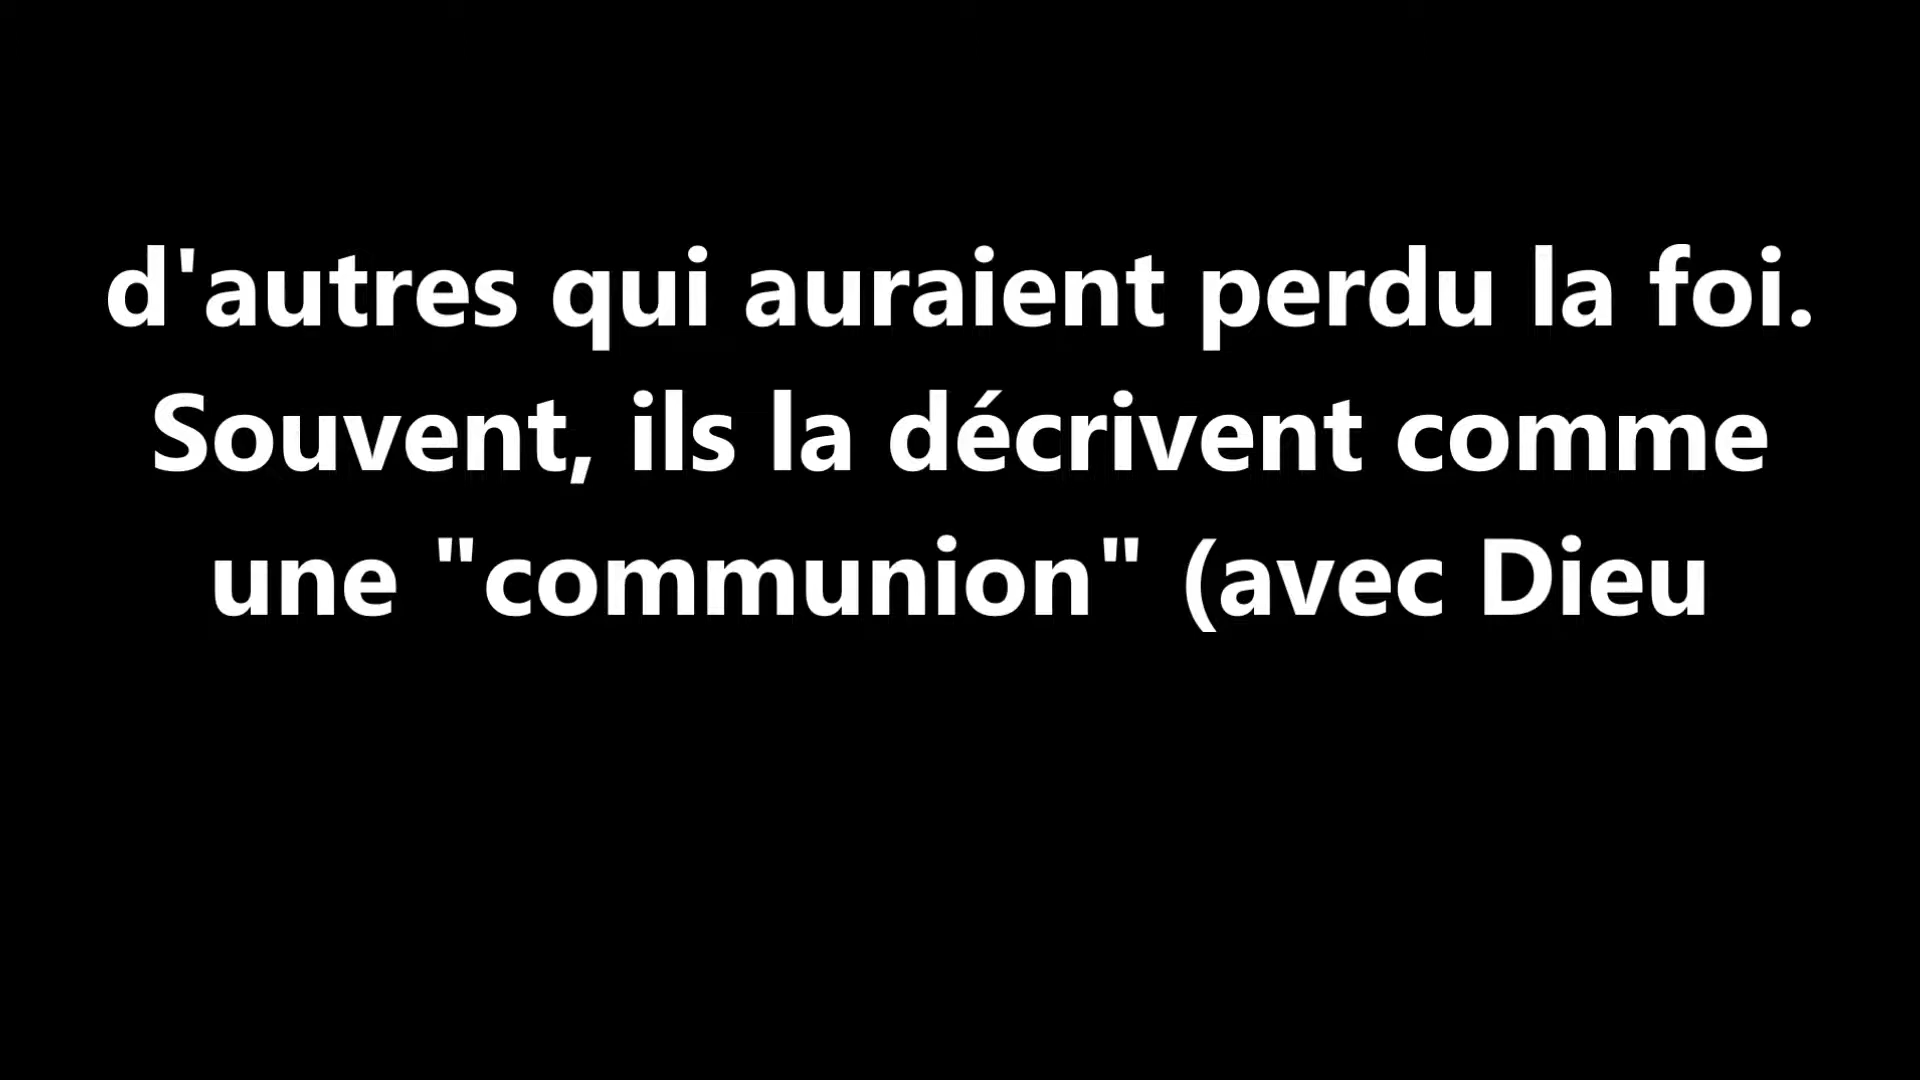 d'autres qui auraient perdu la foi.
Souvent, ils la décrivent comme
une "communion" (avec Dieu